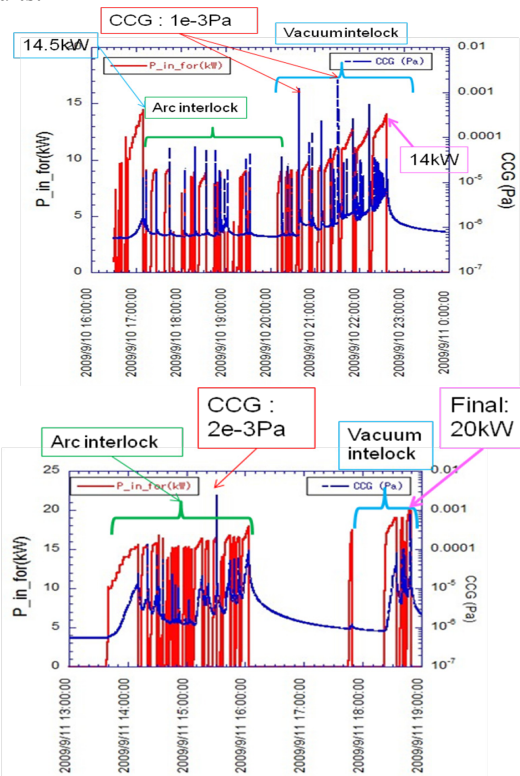 CCG : 1e-3Pa
Vacuum intelock
14.5kW
P_in_for(kW)
CCG (Pa)
Arc interlock
14kW
20
15
10
5
0
0.01
0.001
0.0001
10-5
10-6
10-7
P_in_for(kW)
CCG (Pa)
2009/9/10 16:00:00
2009/9/10 17:00:00
2009/9/10 18:00:00
2009/9/10 19:00:00
2009/9/10 20:00:00
2009/9/10 21:00:00
2009/9/10 22:00:00
2009/9/10 23:00:00
2009/9/11 0:00:00
CCG :
2e-3Pa
Final:
20kW
Arc interlock
Vacuum
intelock
P_in_for(kW)
CCG (Pa)
25
20
15
10
5
0
0.01
0.001
0.0001
10-5
10-6
10-7
P_in_for(kW)
CCG (Pa)
2009/9/11 13:00:00
2009/9/11 14:00:00
2009/9/11 15:00:00
2009/9/11 16:00:00
2009/9/11 17:00:00
2009/9/11 18:00:00
2009/9/11 19:00:00